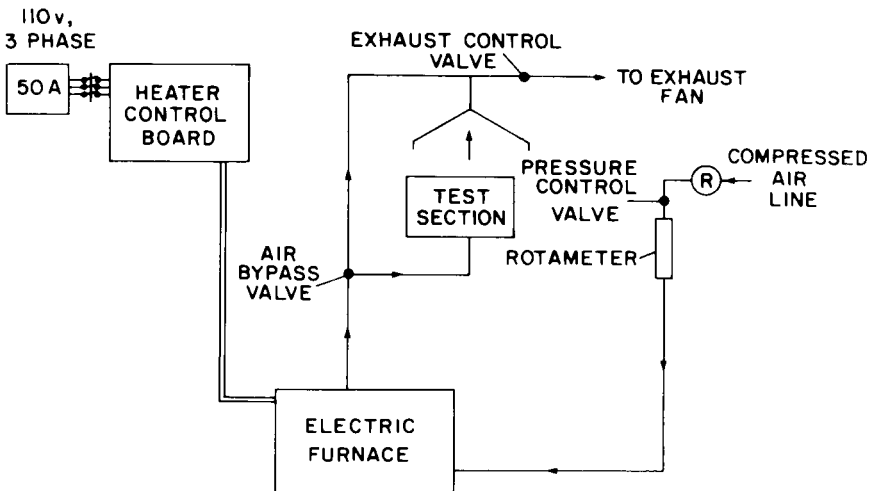 110 v,
3 PHASE
50 A
HEATER
CONTROL
BOARD
EXHAUST CONTROL
VALVE
TO EXHAUST
FAN
PRESSURE
CONTROL
VALVE
R
COMPRESSED
AIR
LINE
TEST
SECTION
ROTAMETER
AIR
BYPASS
VALVE
ELECTRIC
FURNACE